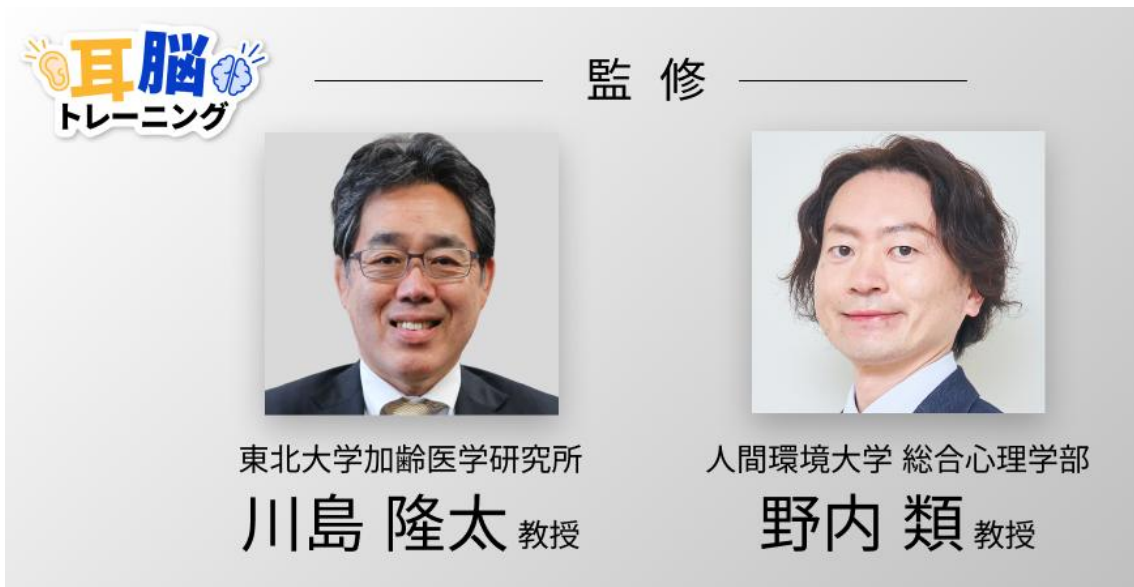 耳脳
トレーニング
監修
東北大学加齢医学研究所
川島 隆太 教授
人間環境大学 総合心理学部
野内 類 教授